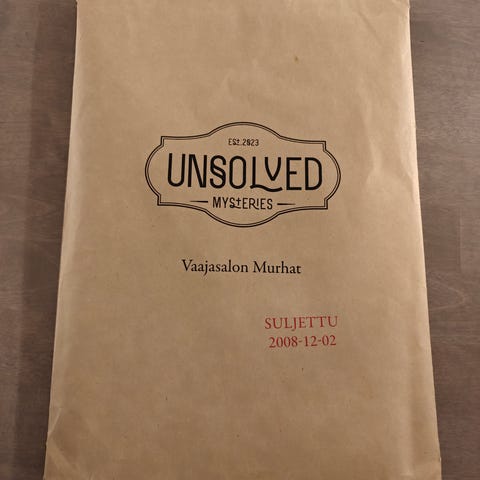 EST. 2023
UNSOLVED
MYSTERIES
Vaajasalon Murhat
SULJETTU
2008-12-02